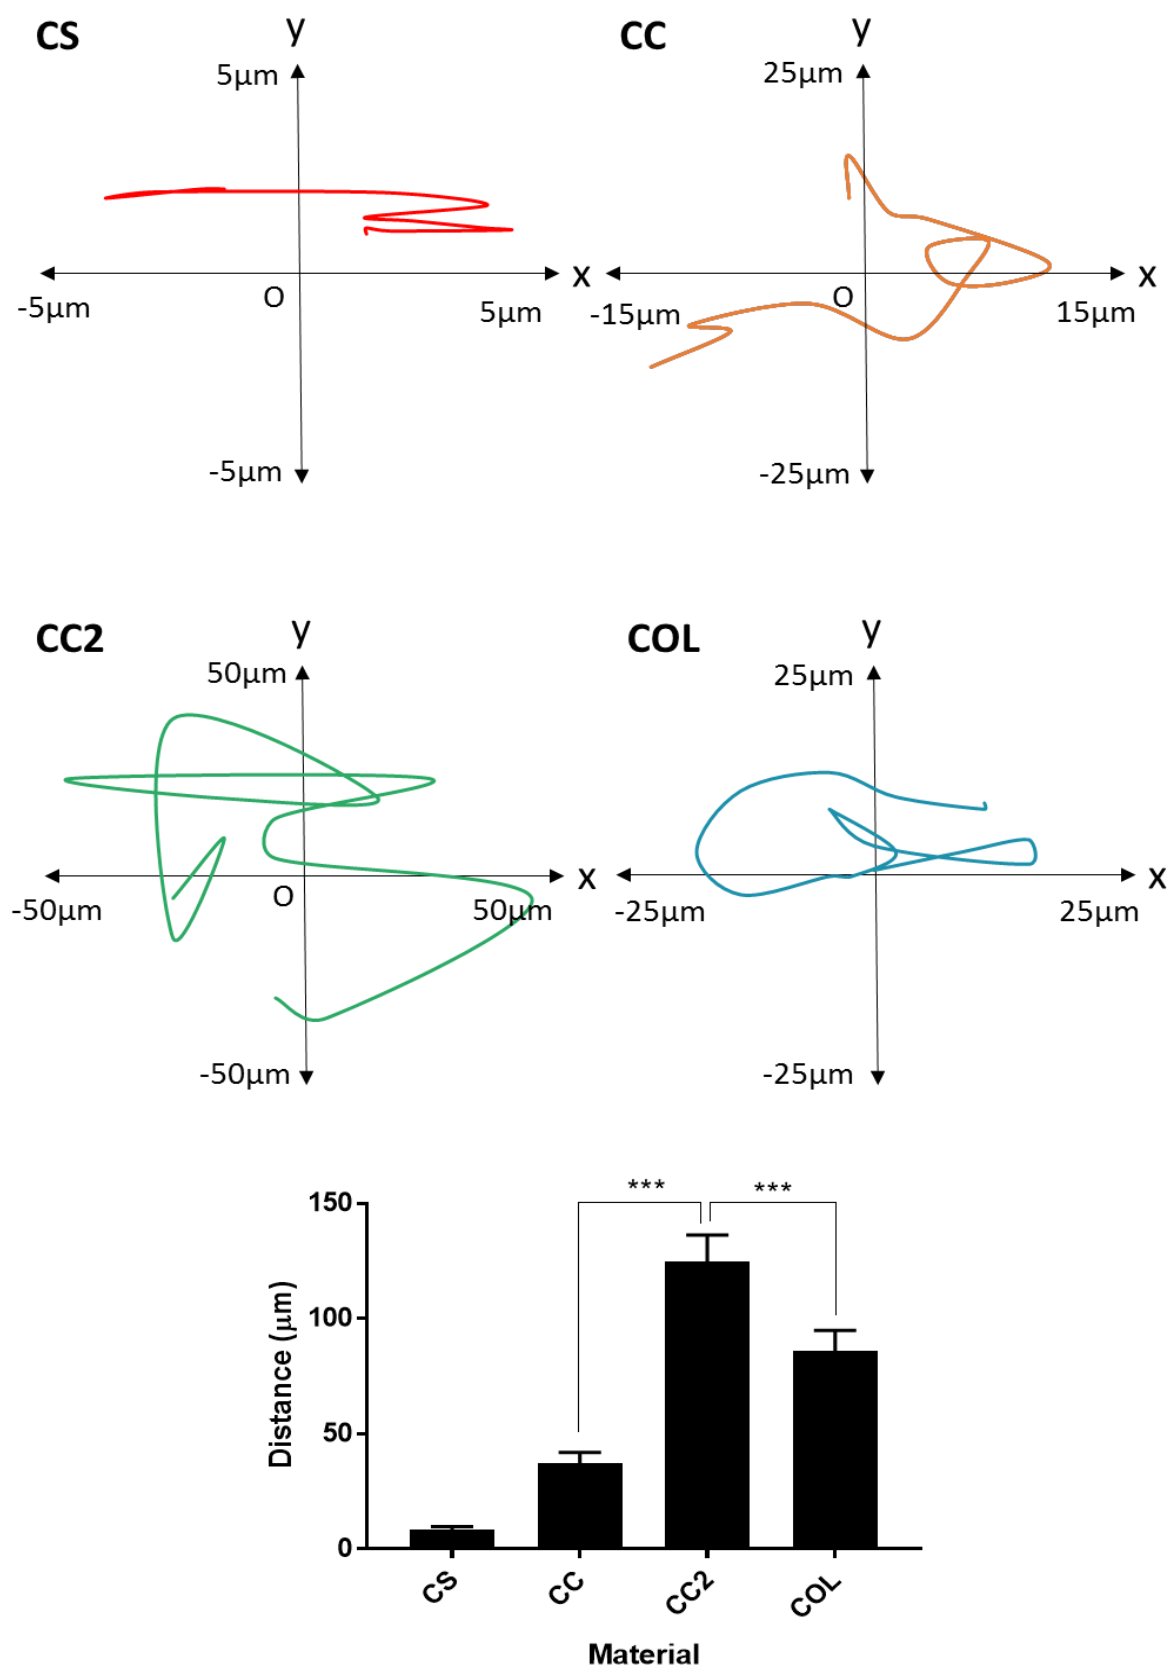 CS
y
5µm
x
-5µm
O
5µm
-5µm
CC
y
25µm
x
-15µm
O
15µm
-25µm
CC2
y
50µm
x
-50µm
O
50µm
-50µm
COL
y
25µm
x
-25µm
25µm
-25µm
Distance (µm)
150
100
50
0
***
***
CS
CC
CC2
COL
Material